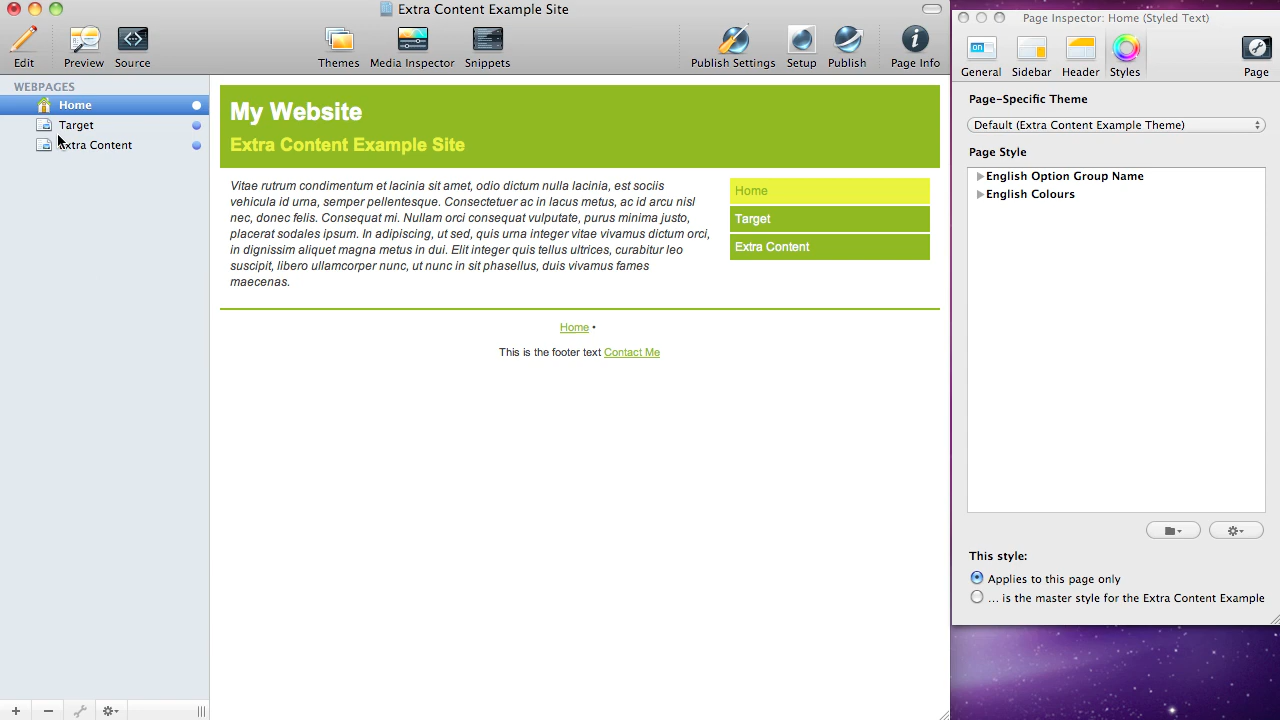 Extra Content Example Site
Edit
Preview
Source
Themes
Media Inspector
Snippets
Publish Settings
Setup
Publish
Page Info
WEBPAGES
Home
Target
Extra Content
My Website
Extra Content Example Site
Vitae rutrum condimentum et lacinia sit amet, odio dictum nulla lacinia, est sociis
vehicula id urna, semper pellentesque. Consectetuer ac in lacus metus, ac id arcu nisl
nec, donec felis. Consequat mi. Nullam orci consequat vulputate, purus minima justo,
placerat sodales ipsum. In adipiscing, ut sed, quis urna integer vitae vivamus dictum orci,
in dignissim aliquet magna metus in dui. Elit integer quis tellus ultrices, curabitur leo
suscipit, libero ullamcorper nunc, ut nunc in sit phasellus, duis vivamus fames
maecenas.
Home
Target
Extra Content
Home •
This is the footer text Contact Me
Page Inspector: Home (Styled Text)
General
Sidebar
Header
Styles
Page
on
Page-Specific Theme
Default (Extra Content Example Theme)
Page Style
English Option Group Name
English Colours
This style:
Applies to this page only
... is the master style for the Extra Content Example